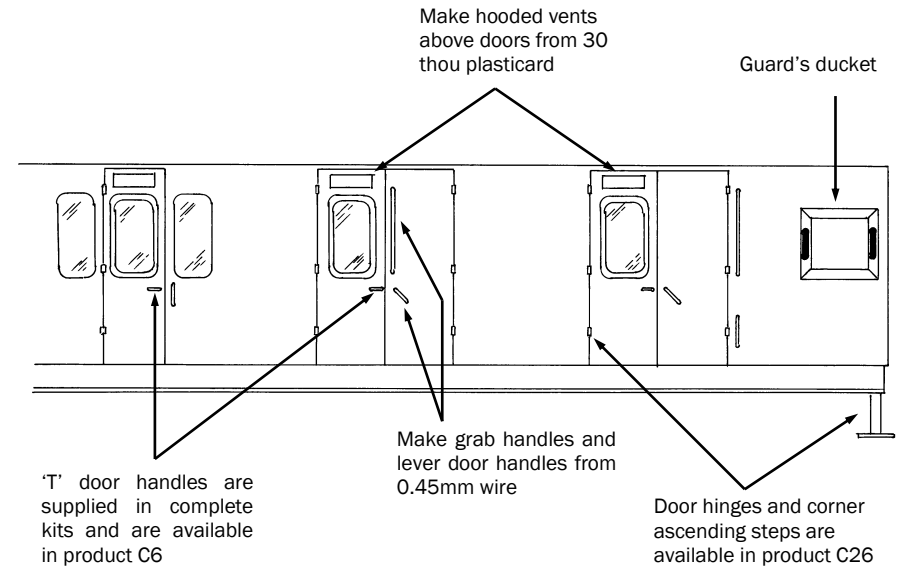 Make hooded vents
above doors from 30
thou plasticard
Guard's ducket
Make grab handles and
lever door handles from
0.45mm wire
‘T’ door handles are
supplied in complete
kits and are available
in product C6
Door hinges and corner
ascending steps are
available in product C26